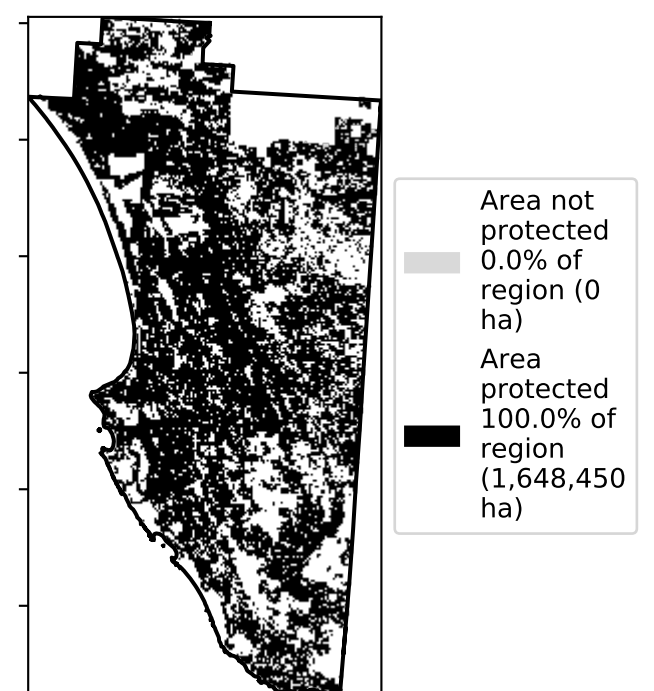 Area not
protected
0.0% of
region (0
ha)
Area
protected
100.0% of
region
(1,648,450
ha)